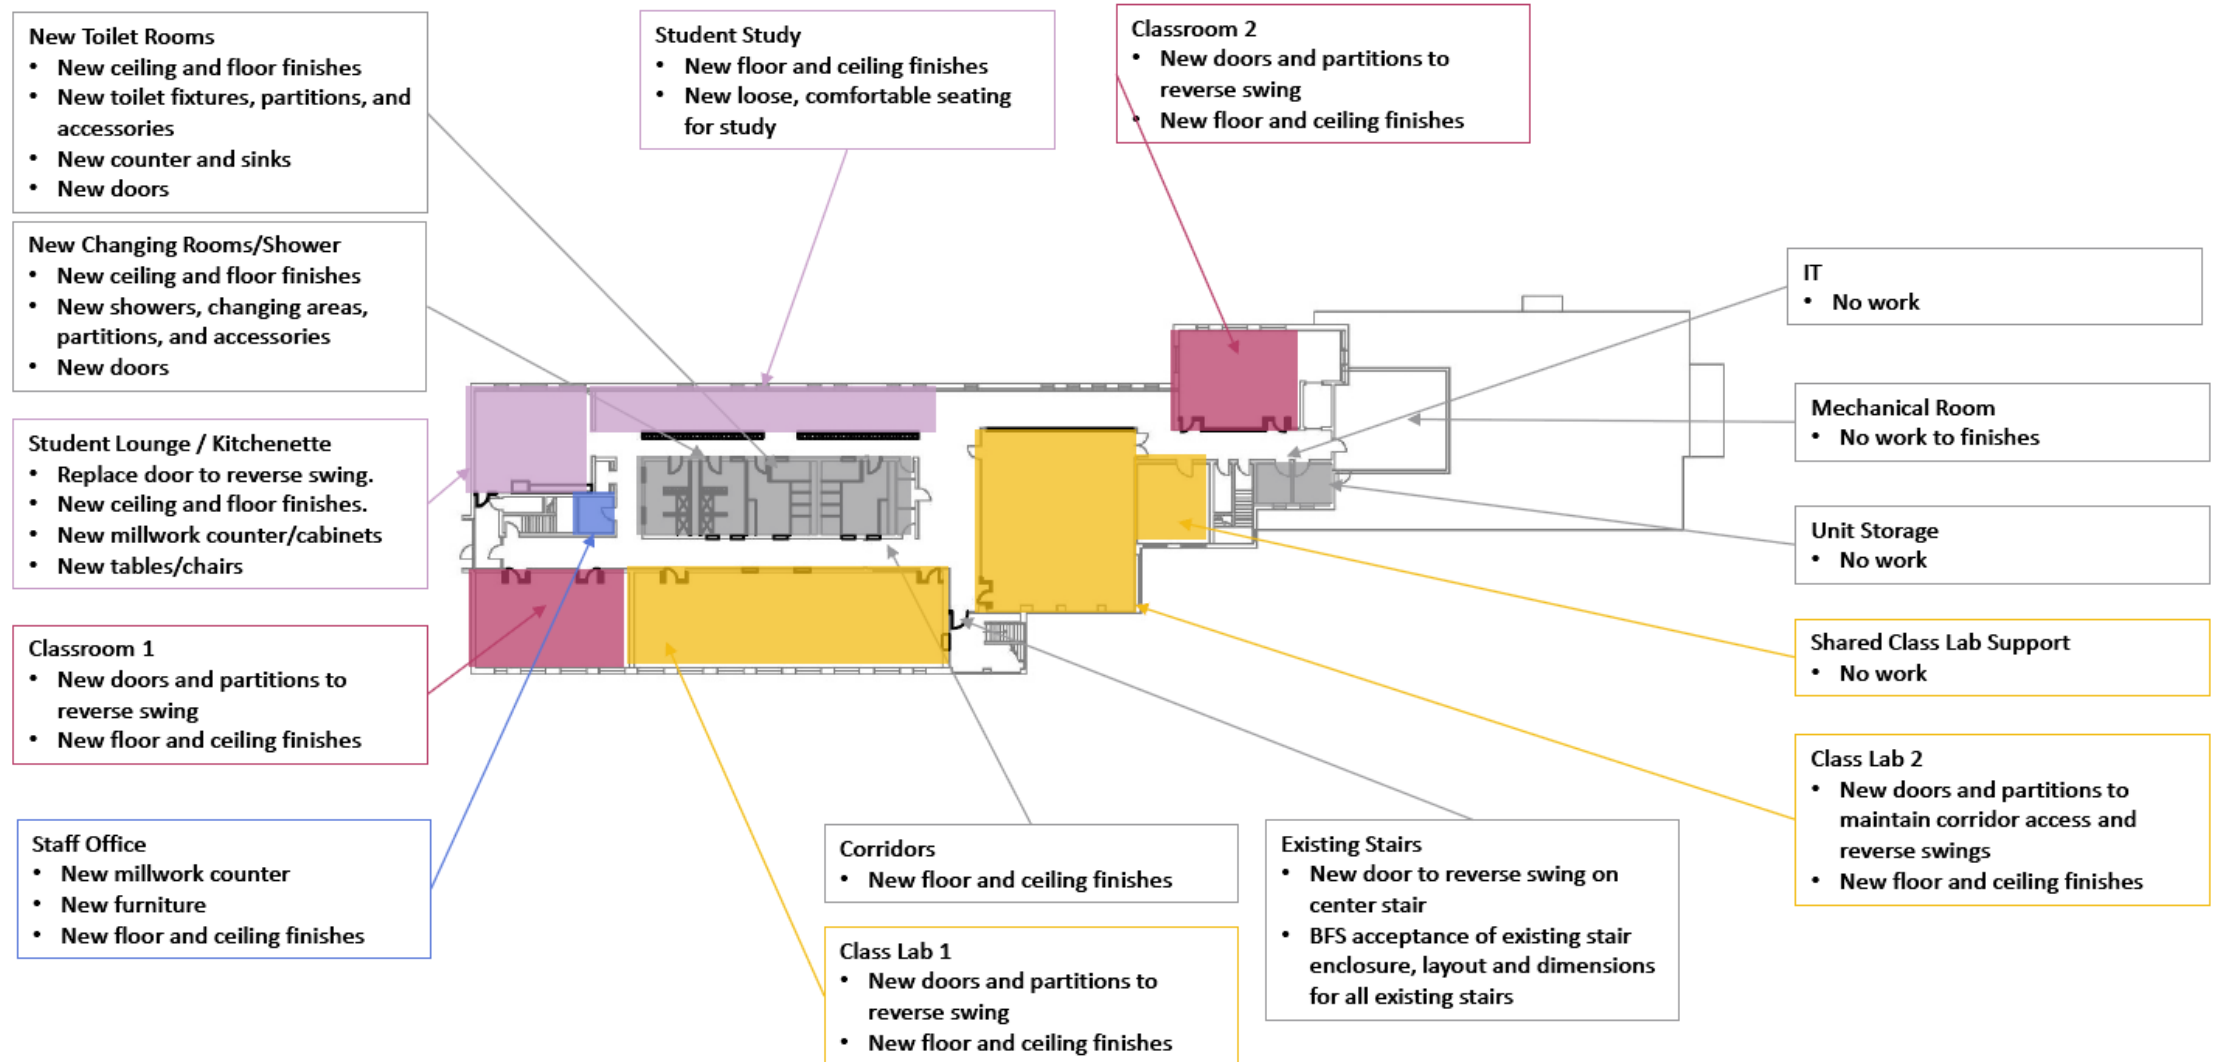 New Toilet Rooms
• New ceiling and floor finishes
• New toilet fixtures, partitions, and
accessories
• New counter and sinks
• New doors
New Changing Rooms/Shower
• New ceiling and floor finishes
• New showers, changing areas,
partitions, and accessories
• New doors
Student Lounge / Kitchenette
• Replace door to reverse swing.
• New ceiling and floor finishes.
• New millwork counter/cabinets
• New tables/chairs
Classroom 1
• New doors and partitions to
reverse swing
• New floor and ceiling finishes
Staff Office
• New millwork counter
• New furniture
• New floor and ceiling finishes
Student Study
• New floor and ceiling finishes
• New loose, comfortable seating
for study
Classroom 2
• New doors and partitions to
reverse swing
• New floor and ceiling finishes
IT
• No work
Mechanical Room
• No work to finishes
Unit Storage
• No work
Shared Class Lab Support
• No work
Class Lab 2
• New doors and partitions to
maintain corridor access and
reverse swings
• New floor and ceiling finishes
Corridors
• New floor and ceiling finishes
Class Lab 1
• New doors and partitions to
reverse swing
• New floor and ceiling finishes
Existing Stairs
• New door to reverse swing on
center stair
• BFS acceptance of existing stair
enclosure, layout and dimensions
for all existing stairs